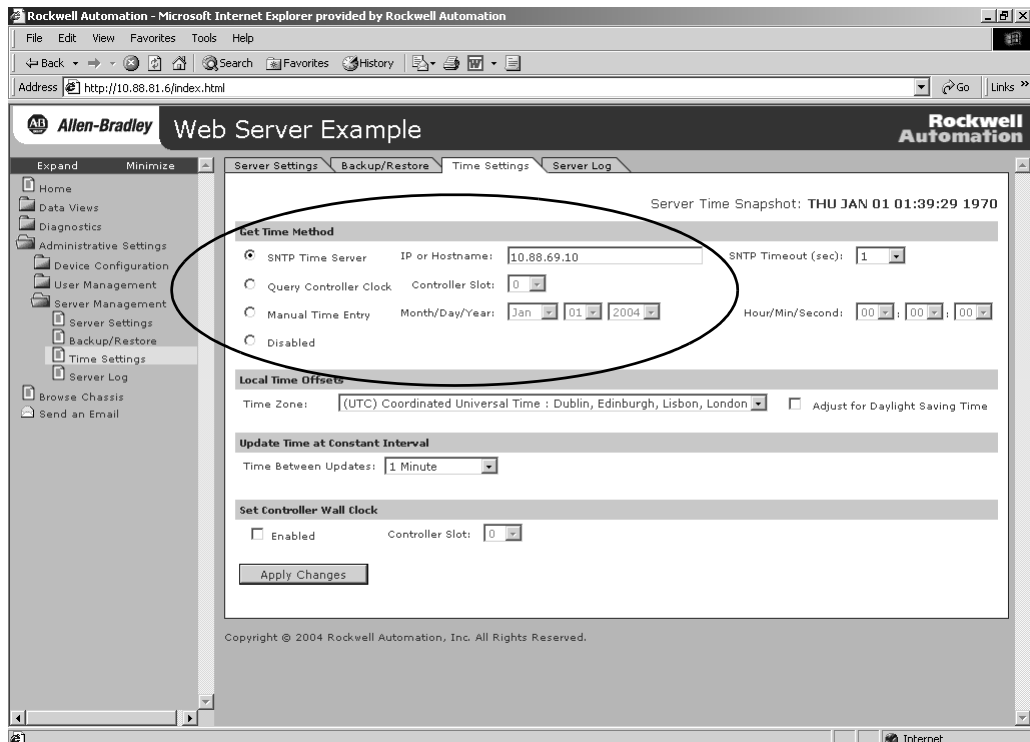 Rockwell Automation - Microsoft Internet Explorer provided by Rockwell Automation
File Edit View Favorites Tools Help
Back Search Favorites History
Address http://10.88.81.6/index.html Go Links »
AB Allen-Bradley Web Server Example Rockwell Automation
Expand Minimize
Home
Data Views
Diagnostics
Administrative Settings
Device Configuration
User Management
Server Management
Server Settings
Backup/Restore
Time Settings
Server Log
Browse Chassis
Send an Email
Server Settings Backup/Restore Time Settings Server Log
Server Time Snapshot: THU JAN 01 01:39:29 1970
Get Time Method
SNTP Time Server IP or Hostname: 10.88.69.10 SNTP Timeout (sec): 1
Query Controller Clock Controller Slot: 0
Manual Time Entry Month/Day/Year: Jan 01 2004 Hour/Min/Second: 00 : 00 : 00
Disabled
Local Time Offsets
Time Zone: (UTC) Coordinated Universal Time : Dublin, Edinburgh, Lisbon, London Adjust for Daylight Saving Time
Update Time at Constant Interval
Time Between Updates: 1 Minute
Set Controller Wall Clock
Enabled Controller Slot: 0
Apply Changes
Copyright © 2004 Rockwell Automation, Inc. All Rights Reserved.
Internet